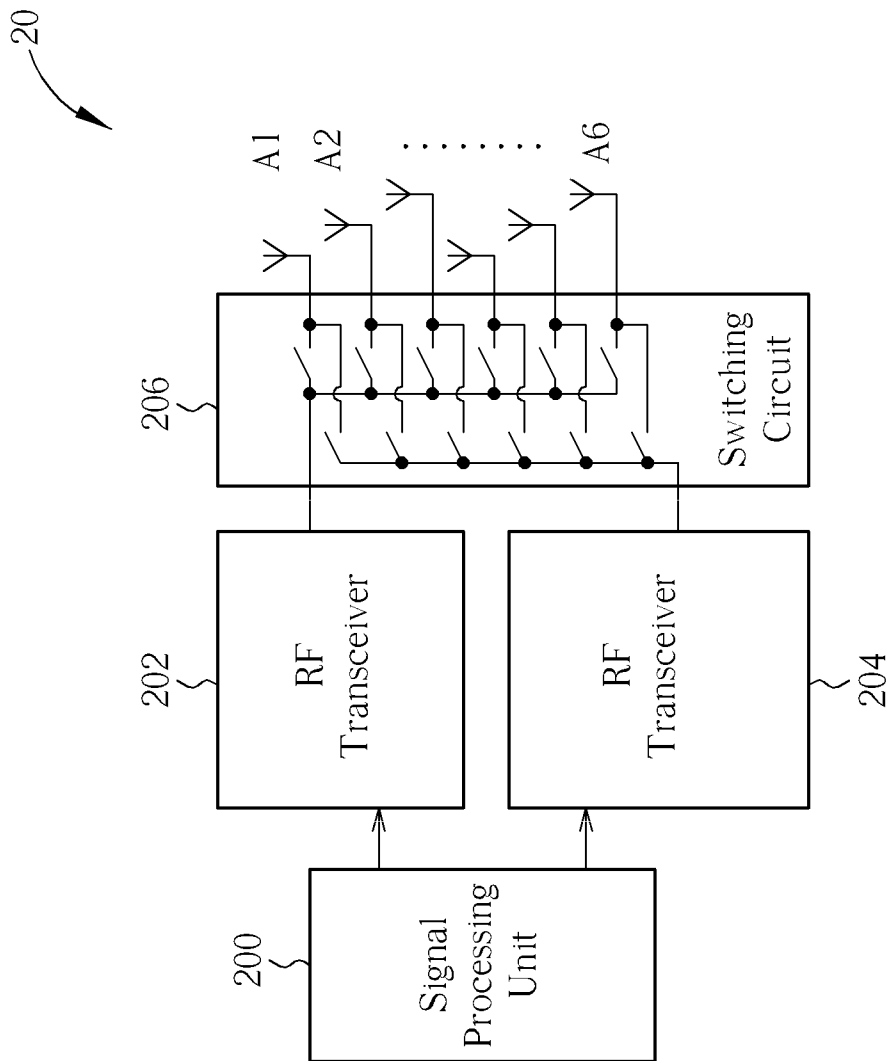 20
A1
A2
........
A6
206
Switching
Circuit
202
RF
Transceiver
RF
Transceiver
204
200
Signal
Processing
Unit